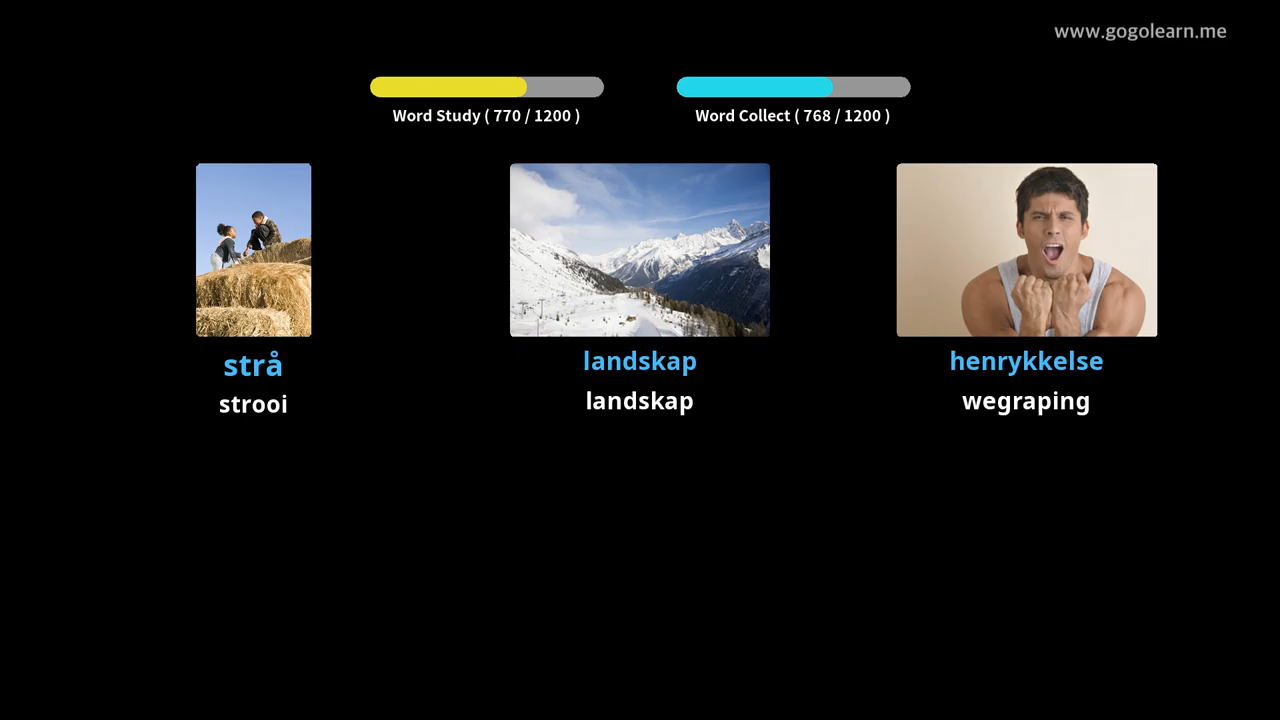 www.gogolearn.me
Word Study ( 770 / 1200 )
Word Collect ( 768 / 1200 )
strå
strooi
landskap
landskap
henrykkelse
wegraping